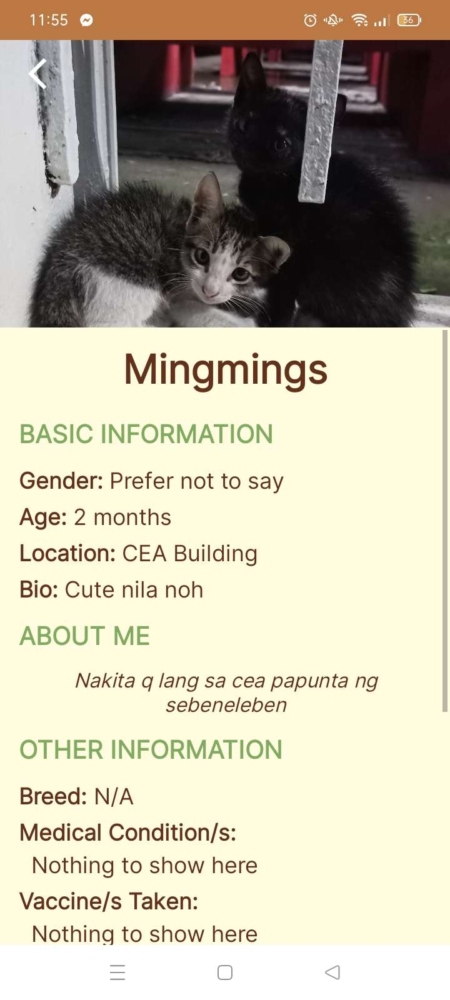 11:55
36
Mingmings
BASIC INFORMATION
Gender: Prefer not to say
Age: 2 months
Location: CEA Building
Bio: Cute nila noh
ABOUT ME
Nakita q lang sa cea papunta ng
sebeneleben
OTHER INFORMATION
Breed: N/A
Medical Condition/s:
Nothing to show here
Vaccine/s Taken:
Nothing to show here